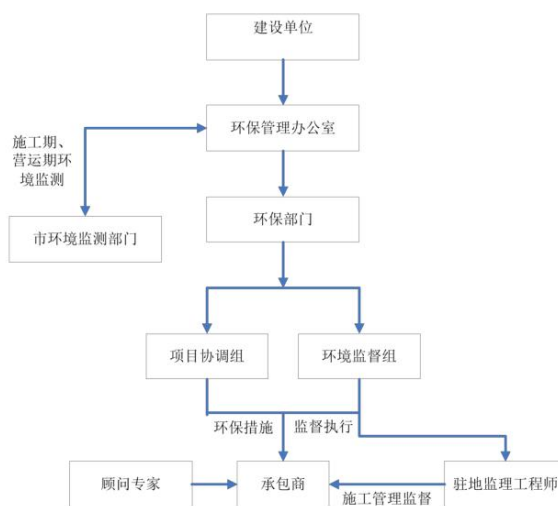 建设单位
环保管理办公室
施工期、
营运期环
境监测
市环境监测部门
环保部门
项目协调组
环境监督组
环保措施
监督执行
顾问专家
承包商
驻地监理工程师
施工管理监督